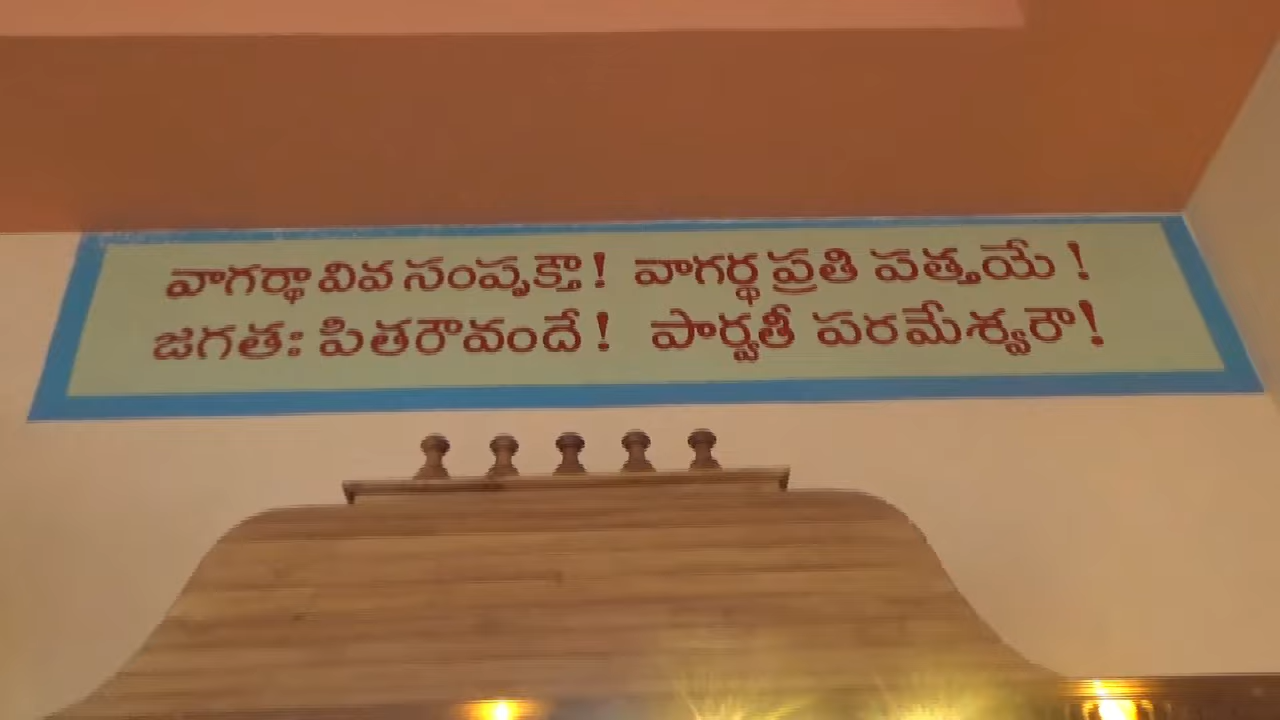 వాగర్థావివ సంపృక్తౌ! వాగర్థ ప్రతి పత్తయే!
జగతః పితరౌవందే! పార్వతీ పరమేశ్వరౌ!